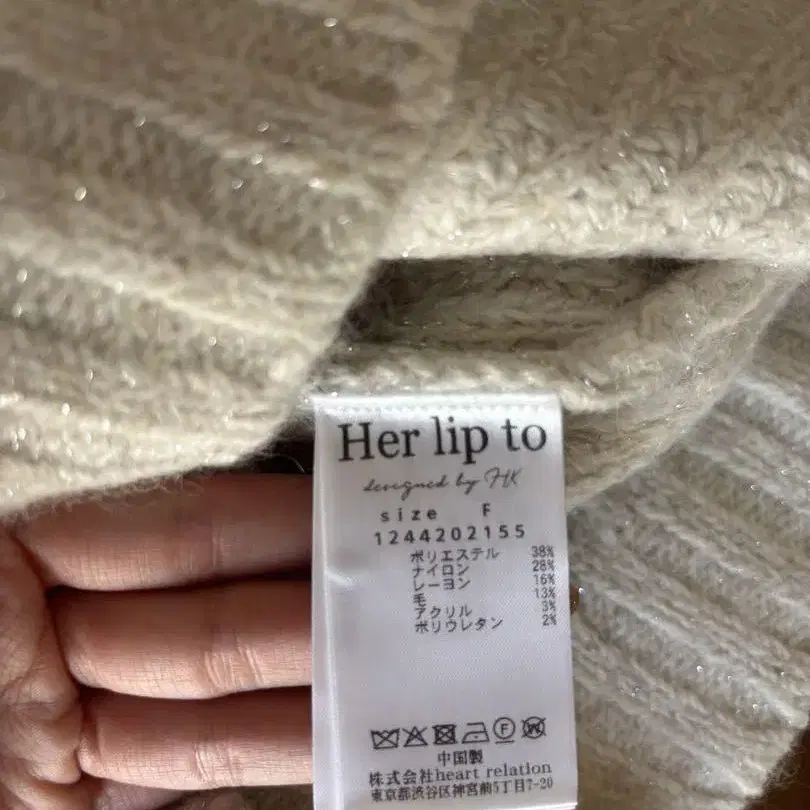 Her lip to
designed by HK
size F
1244202155
ポリエステル 38%
ナイロン 28%
レーヨン 16%
毛 13%
アクリル 3%
ポリウレタン 2%
中国製
株式会社heart relation
東京都渋谷区神宮前5丁目7-20